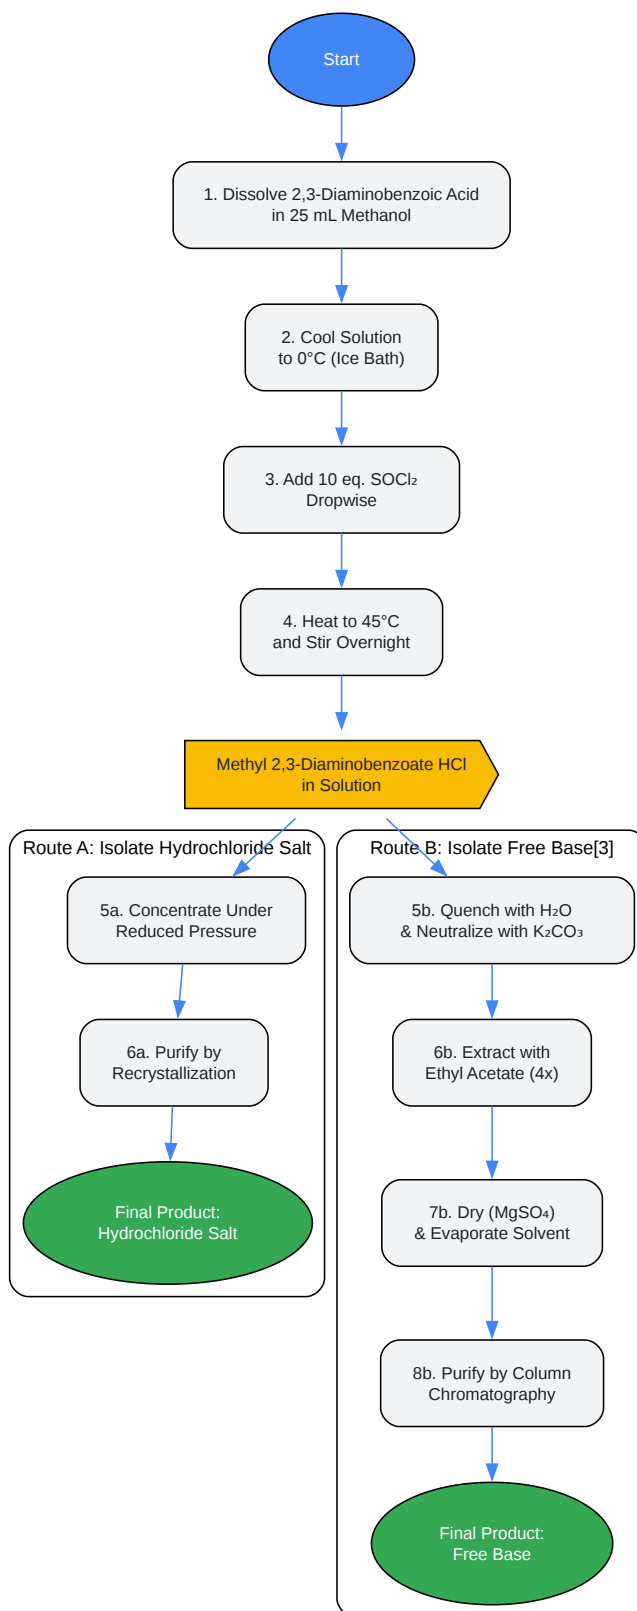 Start
1. Dissolve 2,3-Diaminobenzoic Acid
in 25 mL Methanol
2. Cool Solution
to 0°C (Ice Bath)
3. Add 10 eq. SOCl₂
Dropwise
4. Heat to 45°C
and Stir Overnight
Methyl 2,3-Diaminobenzoate HCl
in Solution
Route A: Isolate Hydrochloride Salt
5a. Concentrate Under
Reduced Pressure
6a. Purify by
Recrystallization
Final Product:
Hydrochloride Salt
Route B: Isolate Free Base[3]
5b. Quench with H₂O
& Neutralize with K₂CO₃
6b. Extract with
Ethyl Acetate (4x)
7b. Dry (MgSO₄)
& Evaporate Solvent
8b. Purify by Column
Chromatography
Final Product:
Free Base